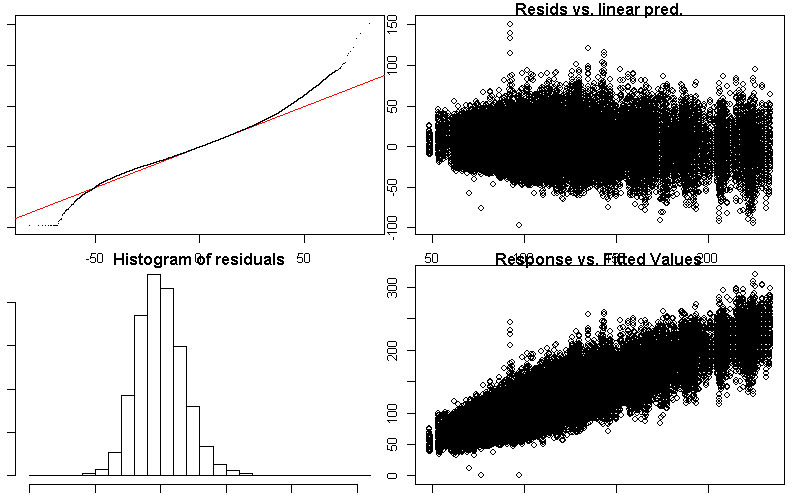 Resids vs. linear pred.
150
100
50
0
-50
-100
-50 0 50
50 100 200
Histogram of residuals
Response vs. Fitted Values
300
200
100
50
0